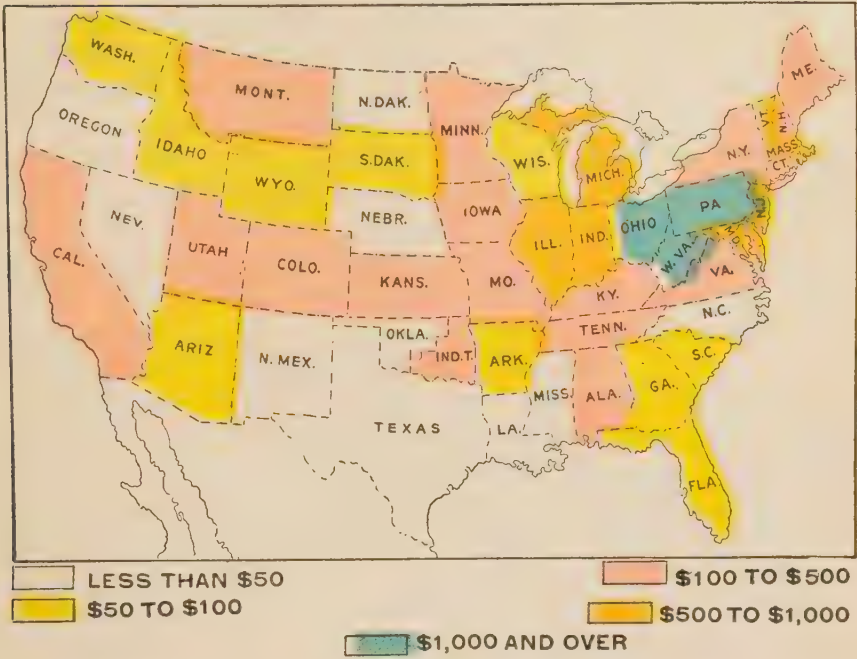 WASH.
MONT.
N.DAK.
MINN.
ME.
OREGON
IDAHO
WYO.
S.DAK.
WIS.
MICH.
N.Y.
VT.
N.H.
MASS.
CT.
NEV.
NEBR.
IOWA
ILL.
IND.
OHIO
PA
N.J.
CAL.
UTAH
COLO.
KANS.
MO.
KY.
W.VA.
VA.
MD.
ARIZ
N.MEX.
OKLA.
IND.T.
ARK.
TENN.
N.C.
S.C.
TEXAS
LA.
MISS.
ALA.
GA.
FLA.
LESS THAN $50
$50 TO $100
$100 TO $500
$500 TO $1,000
$1,000 AND OVER